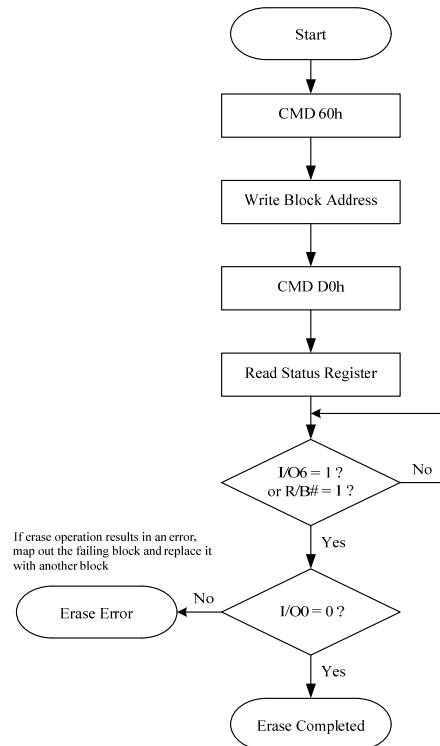 Start
CMD 60h
Write Block Address
CMD D0h
Read Status Register
I/O6 = 1 ?
or R/B# = 1 ?
No
Yes
If erase operation results in an error,
map out the failing block and replace it
with another block
I/O0 = 0 ?
No
Erase Error
Yes
Erase Completed